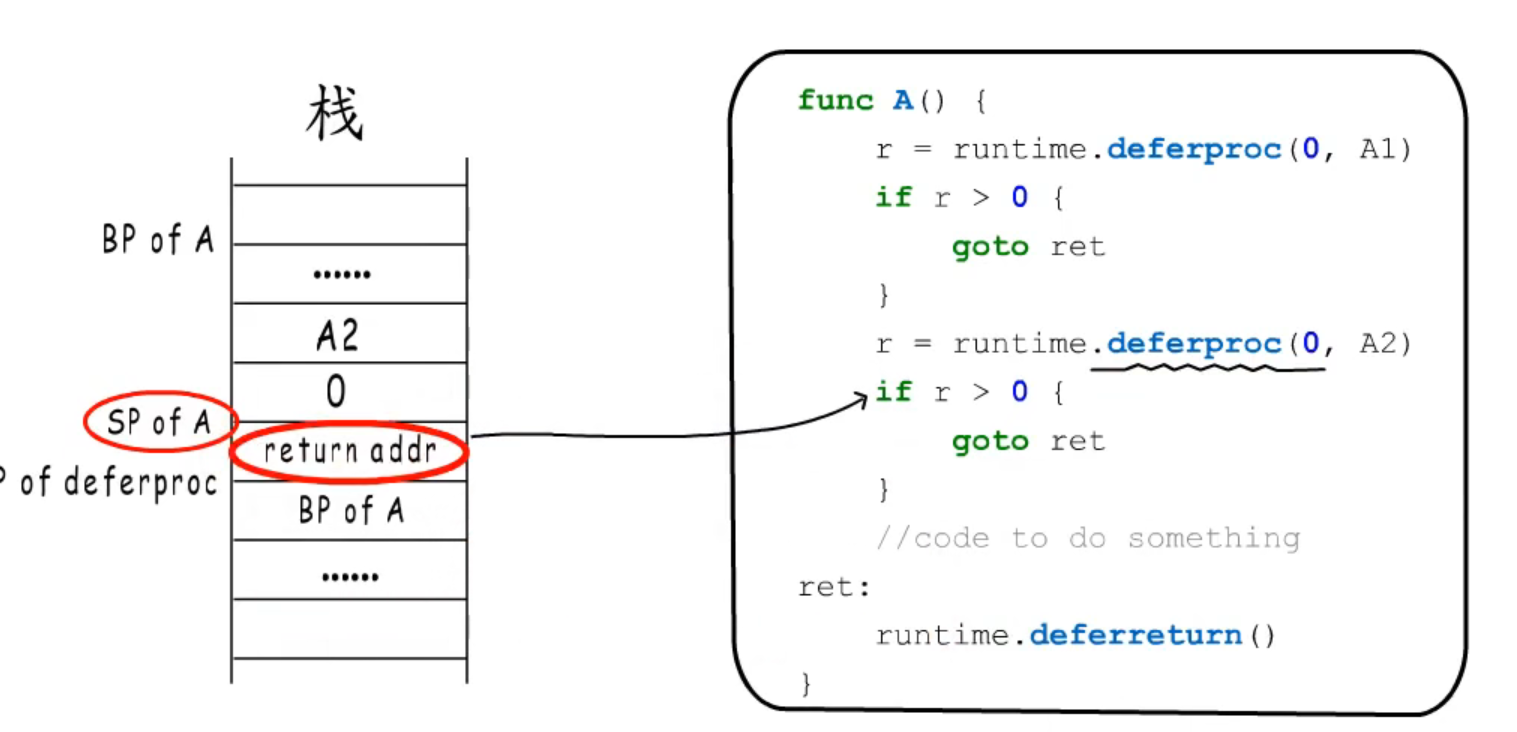 栈
BP of A
......
A2
0
SP of A
return addr
P of deferproc
BP of A
......
func A() {
r = runtime.deferproc(0, A1)
if r > 0 {
goto ret
}
r = runtime.deferproc(0, A2)
if r > 0 {
goto ret
}
//code to do something
ret:
runtime.deferreturn()
}